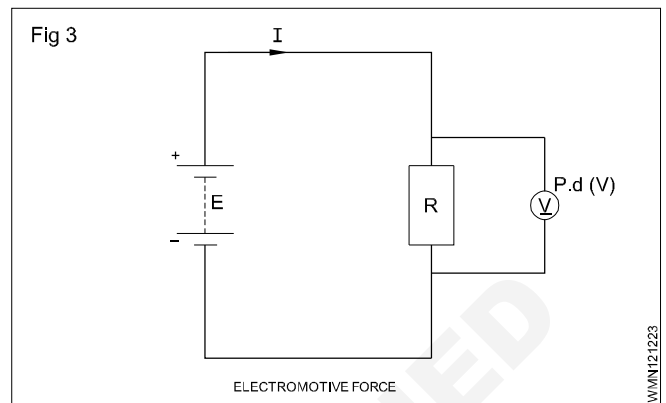 Fig 3
I
+
E
R
P.d (V)
V
–
ELECTROMOTIVE FORCE
WMN121223